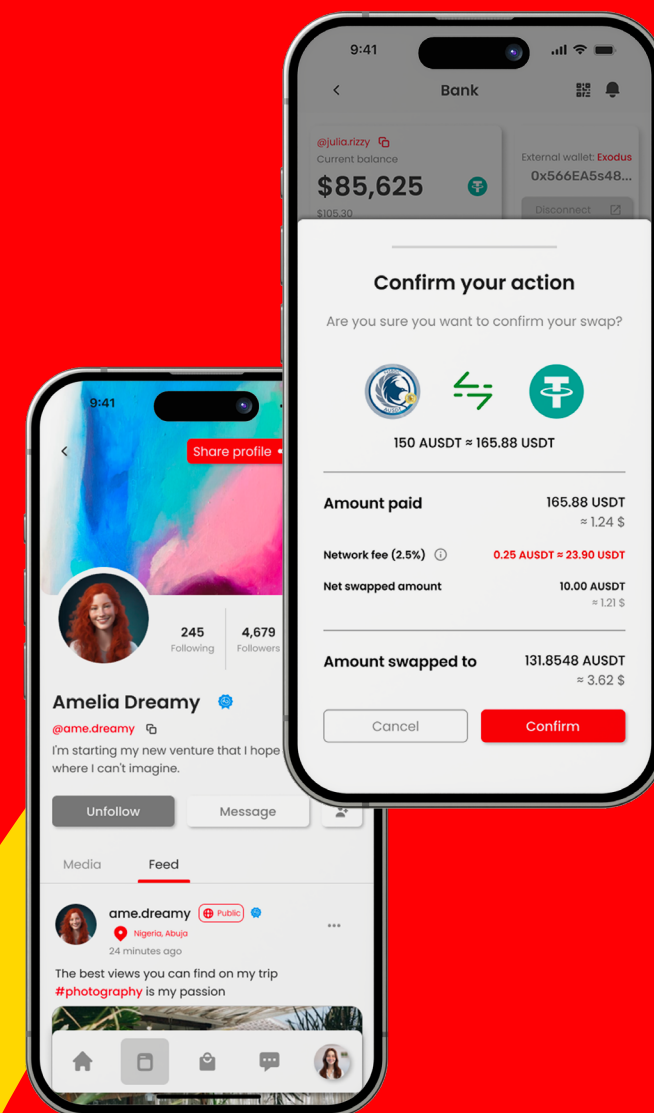 9:41
Bank
@julia.rizzy
Current balance
$85,625
$105.30
External wallet: Exodus
0x566EA5s48...
Disconnect
Confirm your action
Are you sure you want to confirm your swap?
150 AUSDT ≈ 165.88 USDT
Amount paid 165.88 USDT
≈ 1.24 $
Network fee (2.5%) 0.25 AUSDT ≈ 23.90 USDT
Net swapped amount 10.00 AUSDT
≈ 1.21 $
Amount swapped to 131.8548 AUSDT
≈ 3.62 $
Cancel Confirm
9:41
Share profile
245 4,679
Following Followers
Amelia Dreamy
@ame.dreamy
I'm starting my new venture that I hope
where I can't imagine.
Unfollow Message
Media Feed
ame.dreamy Public
Nigeria, Abuja
24 minutes ago
The best views you can find on my trip
#photography is my passion